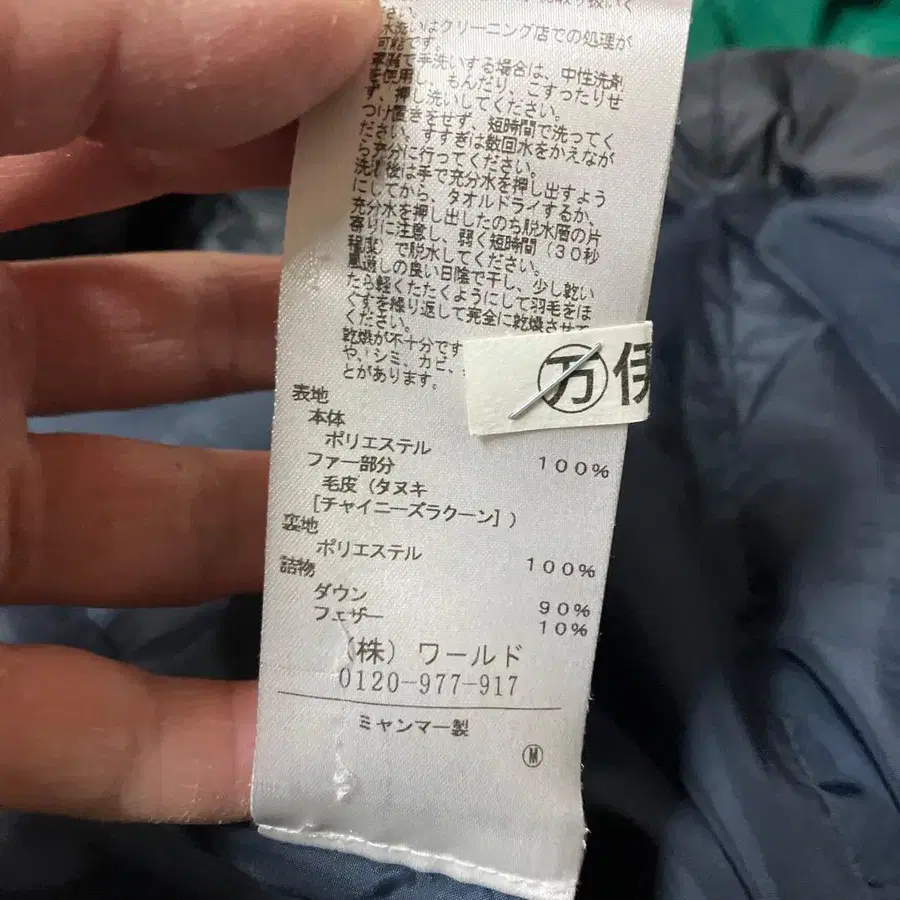 さい。
水洗いはクリーニング店での処理が
可能です。
家庭で手洗いする場合は、中性洗剤
を使用し、もんだり、こすったりせ
ず、押し洗いしてください。
つけ置きをせず、短時間で洗ってく
ださい。すすぎは数回水をかえなが
ら充分に行ってください。
洗濯後は手で充分水を押し出すよう
にしてから、タオルドライするか、
充分水を押し出したのち脱水層の片
寄りに注意し、弱く短時間（30秒
程度）で脱水してください。
風通しの良い日陰で干し、少し乾い
たら軽くたたくようにして羽毛をほ
ぐすを繰り返して完全に乾燥させて
ください。
乾燥が不十分です
や、シミ、カビ、
とがあります。
万 伊
表地
本体
ポリエステル 100%
ファー部分
毛皮（タヌキ
［チャイニーズラクーン］）
裏地
ポリエステル 100%
詰物
ダウン 90%
フェザー 10%
（株）ワールド
0120-977-917
ミャンマー製
M